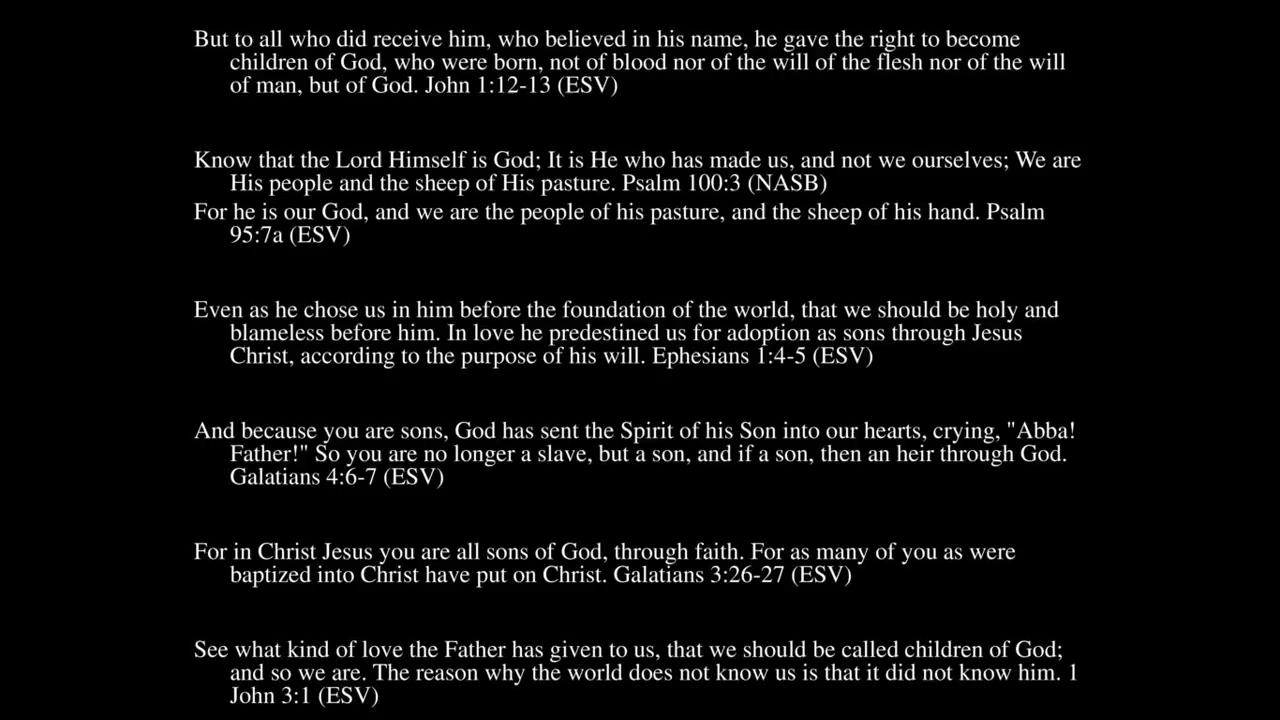 But to all who did receive him, who believed in his name, he gave the right to become
children of God, who were born, not of blood nor of the will of the flesh nor of the will
of man, but of God. John 1:12-13 (ESV)
Know that the Lord Himself is God; It is He who has made us, and not we ourselves; We are
His people and the sheep of His pasture. Psalm 100:3 (NASB)
For he is our God, and we are the people of his pasture, and the sheep of his hand. Psalm
95:7a (ESV)
Even as he chose us in him before the foundation of the world, that we should be holy and
blameless before him. In love he predestined us for adoption as sons through Jesus
Christ, according to the purpose of his will. Ephesians 1:4-5 (ESV)
And because you are sons, God has sent the Spirit of his Son into our hearts, crying, "Abba!
Father!" So you are no longer a slave, but a son, and if a son, then an heir through God.
Galatians 4:6-7 (ESV)
For in Christ Jesus you are all sons of God, through faith. For as many of you as were
baptized into Christ have put on Christ. Galatians 3:26-27 (ESV)
See what kind of love the Father has given to us, that we should be called children of God;
and so we are. The reason why the world does not know us is that it did not know him. 1
John 3:1 (ESV)